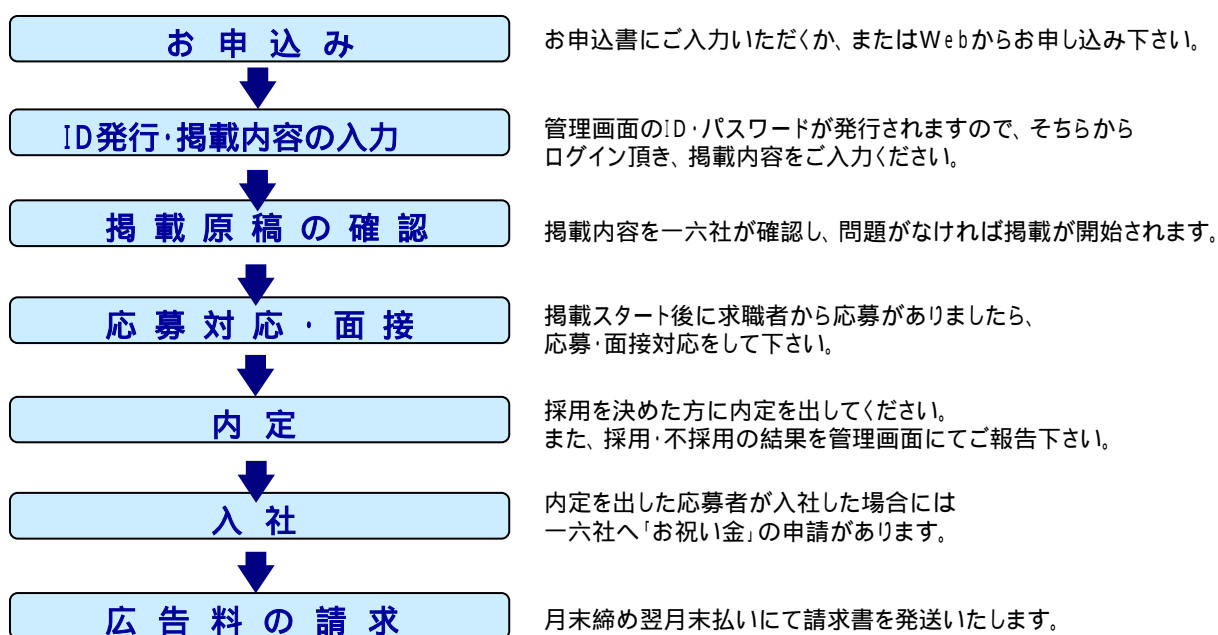 お申込み
お申込書にご入力いただくか、またはWebからお申し込み下さい。
ID発行・掲載内容の入力
管理画面のID・パスワードが発行されますので、そちらから
ログイン頂き、掲載内容をご入力ください。
掲載原稿の確認
掲載内容を一六社が確認し、問題がなければ掲載が開始されます。
応募対応・面接
掲載スタート後に求職者から応募がありましたら、
応募・面接対応をして下さい。
内定
採用を決めた方に内定を出してください。
また、採用・不採用の結果を管理画面にてご報告下さい。
入社
内定を出した応募者が入社した場合には
一六社へ「お祝い金」の申請があります。
広告料の請求
月末締め翌月末払いにて請求書を発送いたします。